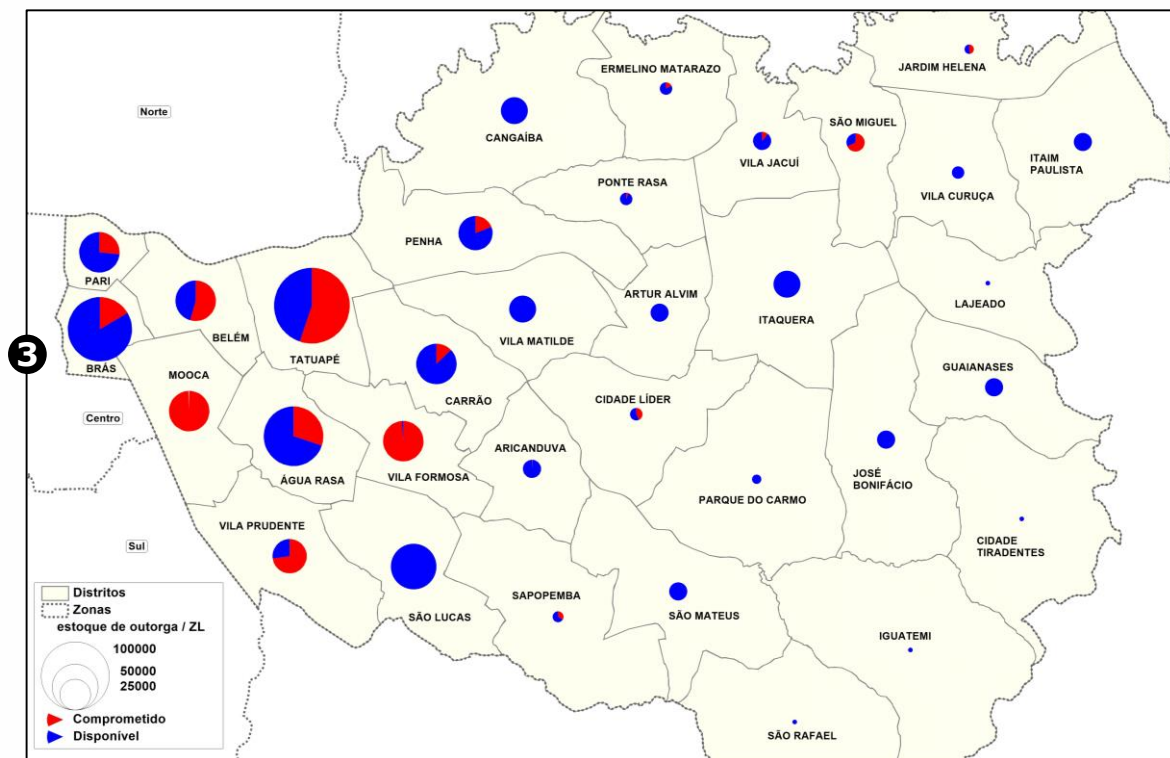 JARDIM HELENA
ERMELINO MATARAZO
Norte
SÃO MIGUEL
CANGAÍBA
VILA JACUÍ
ITAIM
PAULISTA
PONTE RASA
VILA CURUÇA
PENHA
PARI
ARTUR ALVIM
LAJEADO
ITAQUERA
BELÉM
VILA MATILDE
TATUAPÉ
3
BRÁS
MOOCA
GUAIANASES
CARRÃO
CIDADE LÍDER
Centro
ARICANDUVA
JOSÉ
BONIFÁCIO
ÁGUA RASA
VILA FORMOSA
PARQUE DO CARMO
VILA PRUDENTE
CIDADE
TIRADENTES
Sul
Distritos
Zonas
estoque de outorga / ZL
100000
50000
25000
Comprometido
Disponível
SÃO LUCAS
SAPOPEMBA
SÃO MATEUS
IGUATEMI
SÃO RAFAEL